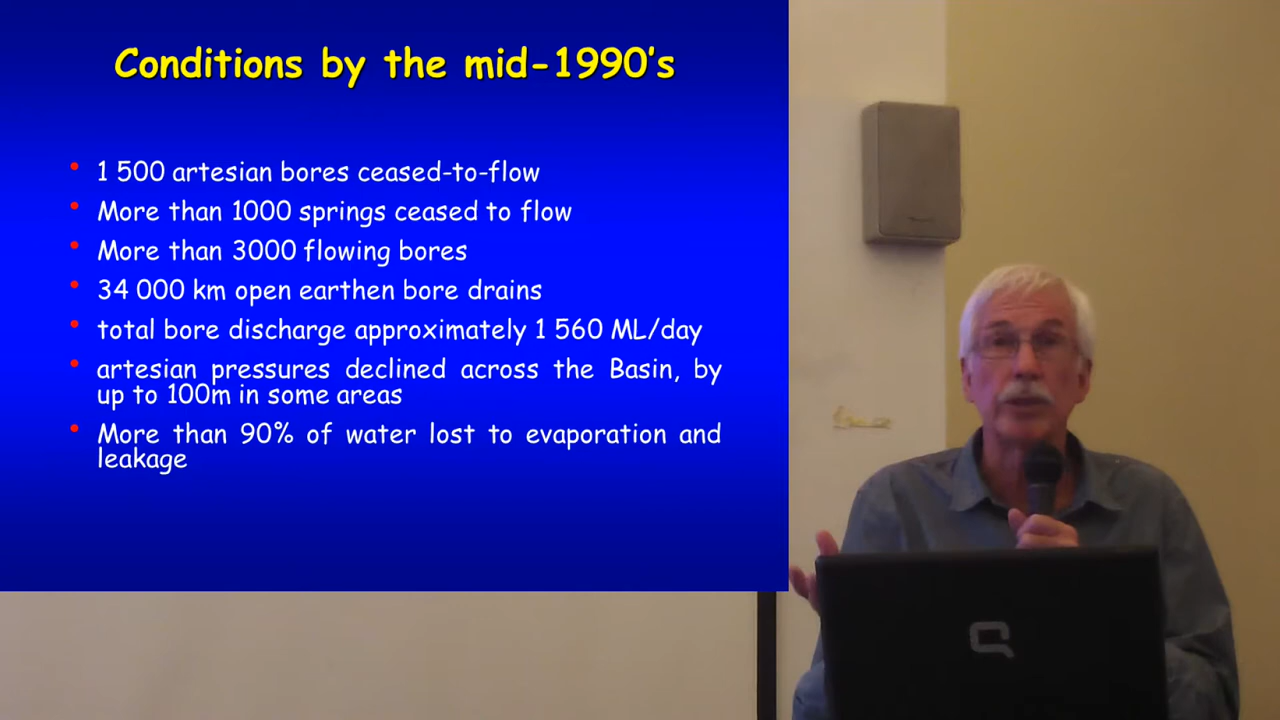 Conditions by the mid-1990's
• 1 500 artesian bores ceased-to-flow
• More than 1000 springs ceased to flow
• More than 3000 flowing bores
• 34 000 km open earthen bore drains
• total bore discharge approximately 1 560 ML/day
• artesian pressures declined across the Basin, by
up to 100m in some areas
• More than 90% of water lost to evaporation and
leakage